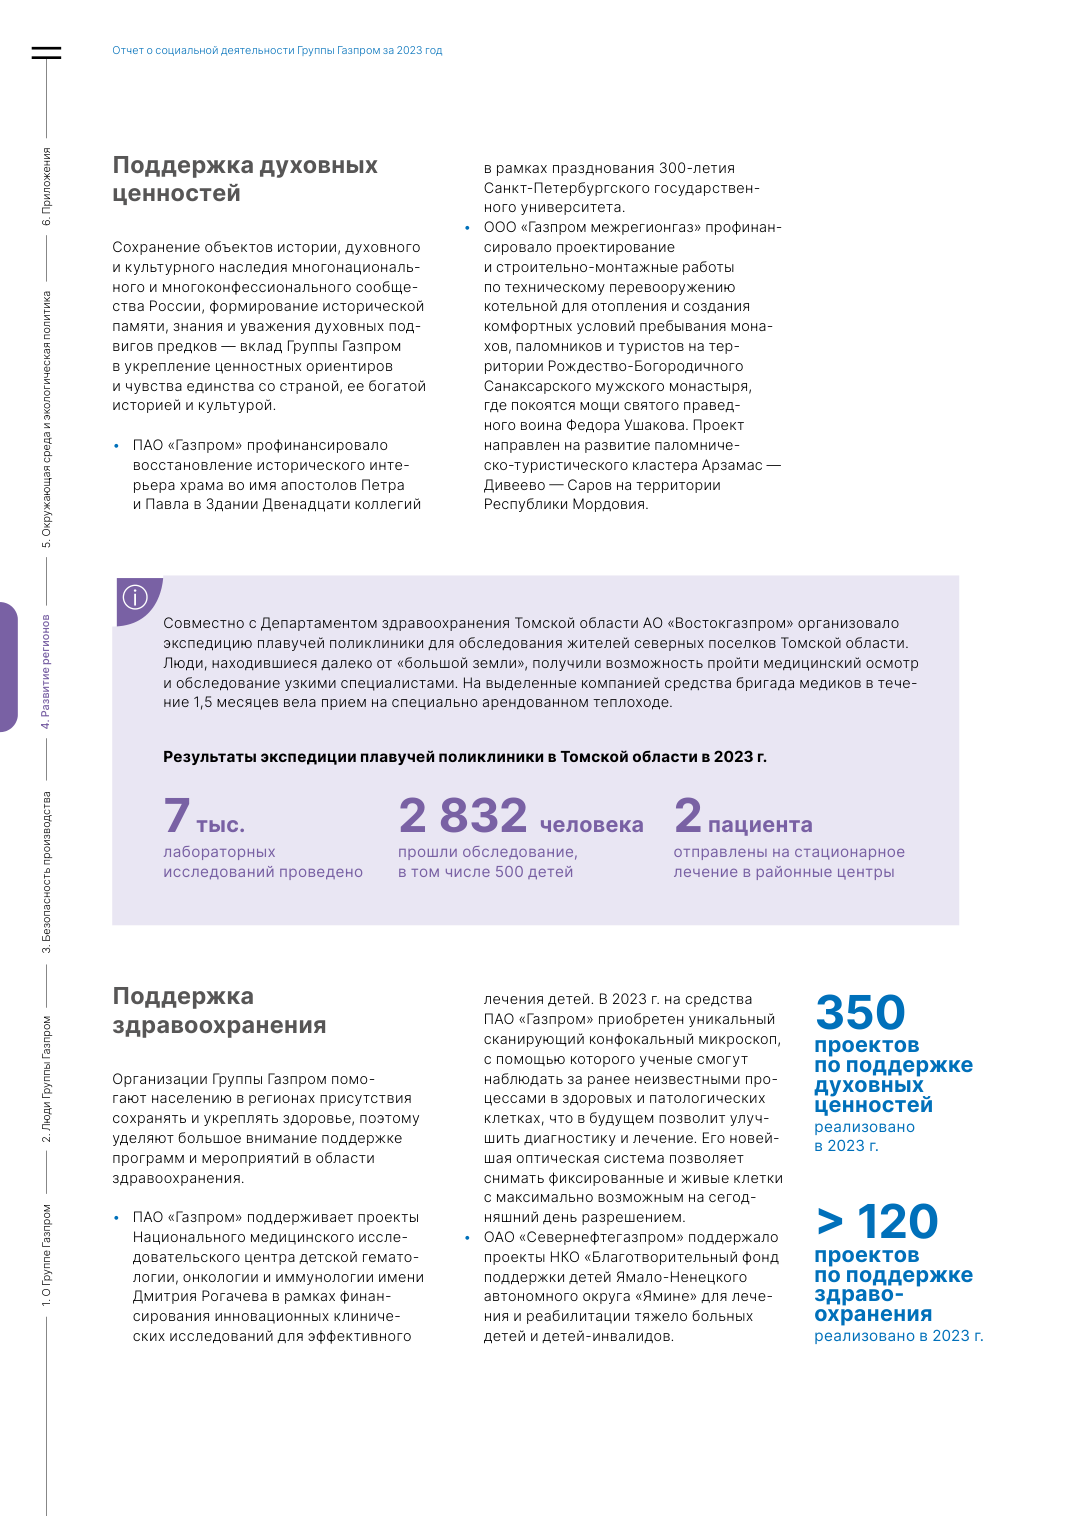 Отчет о социальной деятельности Группы Газпром за 2023 год
6. Приложения
5. Окружающая среда и экологическая политика
4. Развитие регионов
3. Безопасность производства
2. Люди Группы Газпром
1. О Группе Газпром
Поддержка духовных
ценностей
Сохранение объектов истории, духовного
и культурного наследия многонациональ-
ного и многоконфессионального сообще-
ства России, формирование исторической
памяти, знания и уважения духовных под-
вигов предков — вклад Группы Газпром
в укрепление ценностных ориентиров
и чувства единства со страной, ее богатой
историей и культурой.
• ПАО «Газпром» профинансировало
восстановление исторического инте-
рьера храма во имя апостолов Петра
и Павла в Здании Двенадцати коллегий
в рамках празднования 300-летия
Санкт-Петербургского государствен-
ного университета.
• ООО «Газпром межрегионгаз» профинан-
сировало проектирование
и строительно-монтажные работы
по техническому перевооружению
котельной для отопления и создания
комфортных условий пребывания мона-
хов, паломников и туристов на тер-
ритории Рождество-Богородичного
Санаксарского мужского монастыря,
где покоятся мощи святого правед-
ного воина Федора Ушакова. Проект
направлен на развитие паломниче-
ско-туристического кластера Арзамас —
Дивеево — Саров на территории
Республики Мордовия.
Совместно с Департаментом здравоохранения Томской области АО «Востокгазпром» организовало
экспедицию плавучей поликлиники для обследования жителей северных поселков Томской области.
Люди, находившиеся далеко от «большой земли», получили возможность пройти медицинский осмотр
и обследование узкими специалистами. На выделенные компанией средства бригада медиков в тече-
ние 1,5 месяцев вела прием на специально арендованном теплоходе.
Результаты экспедиции плавучей поликлиники в Томской области в 2023 г.
7 тыс.
лабораторных
исследований проведено
2 832 человека
прошли обследование,
в том числе 500 детей
2 пациента
отправлены на стационарное
лечение в районные центры
Поддержка
здравоохранения
Организации Группы Газпром помо-
гают населению в регионах присутствия
сохранять и укреплять здоровье, поэтому
уделяют большое внимание поддержке
программ и мероприятий в области
здравоохранения.
• ПАО «Газпром» поддерживает проекты
Национального медицинского иссле-
довательского центра детской гемато-
логии, онкологии и иммунологии имени
Дмитрия Рогачева в рамках финан-
сирования инновационных клиниче-
ских исследований для эффективного
лечения детей. В 2023 г. на средства
ПАО «Газпром» приобретен уникальный
сканирующий конфокальный микроскоп,
с помощью которого ученые смогут
наблюдать за ранее неизвестными про-
цессами в здоровых и патологических
клетках, что в будущем позволит улуч-
шить диагностику и лечение. Его новей-
шая оптическая система позволяет
снимать фиксированные и живые клетки
с максимально возможным на сегод-
няшний день разрешением.
• ОАО «Севернефтегазпром» поддержало
проекты НКО «Благотворительный фонд
поддержки детей Ямало-Ненецкого
автономного округа «Ямине» для лече-
ния и реабилитации тяжело больных
детей и детей-инвалидов.
350
проектов
по поддержке
духовных
ценностей
реализовано
в 2023 г.
> 120
проектов
по поддержке
здраво-
охранения
реализовано в 2023 г.